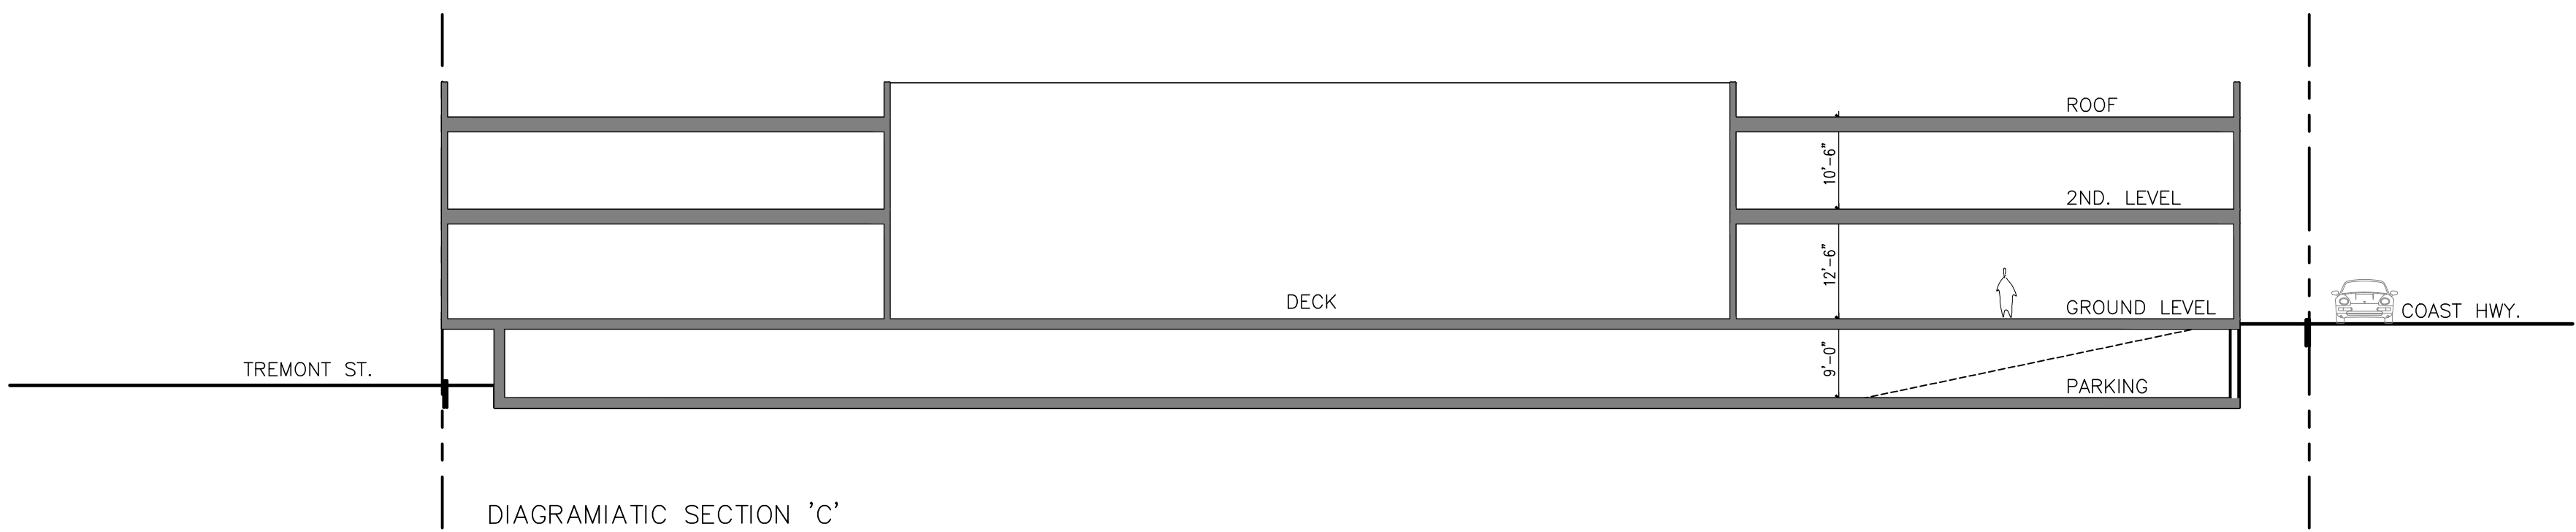 ROOF
10'-6"
2ND. LEVEL
12'-6"
DECK
GROUND LEVEL
COAST HWY.
TREMONT ST.
9'-0"
PARKING
DIAGRAMIATIC SECTION 'C'